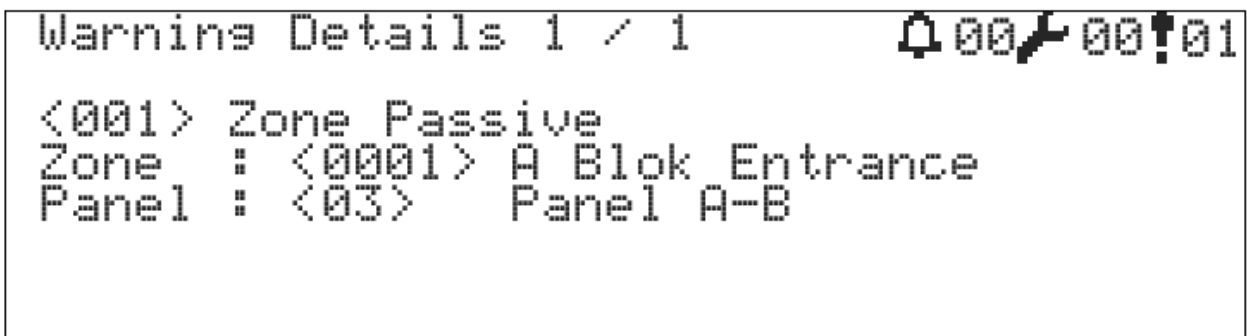 Warning Details 1 / 1 00 00 01
<001> Zone Passive
Zone : <0001> A Blok Entrance
Panel : <03> Panel A-B